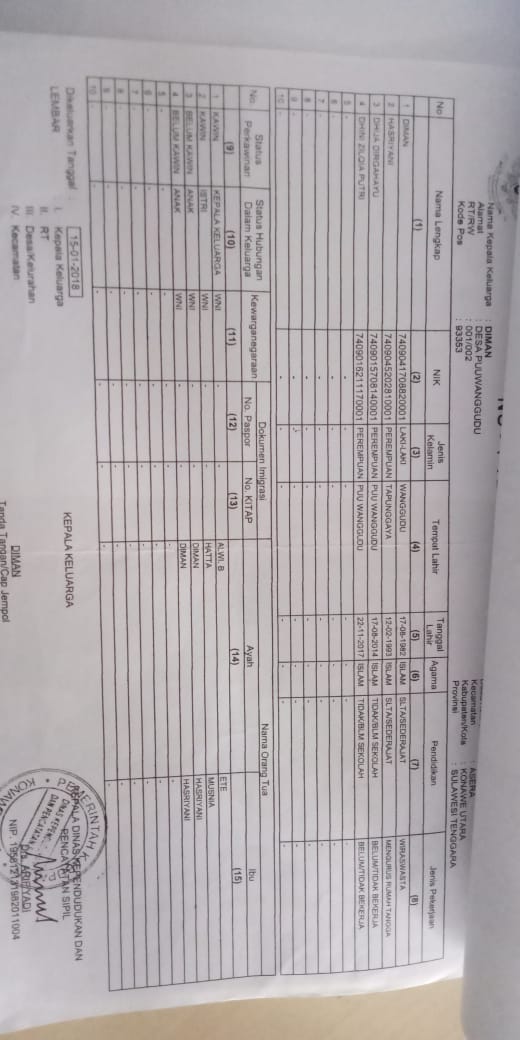 Nama Kepala Keluarga : DIMAN
Alamat : DESA PUUWANGGUDU
RT/RW : 001/002
Kode Pos : 93353
Kecamatan : ASERA
Kabupaten/Kota : KONAWE UTARA
Provinsi : SULAWESI TENGGARA
No Nama Lengkap NIK Jenis Kelamin Tempat Lahir Tanggal Lahir Agama Pendidikan Jenis Pekerjaan
(1) (2) (3) (4) (5) (6) (7) (8)
1 DIMAN 7409041708820001 LAKI-LAKI WANGGUDU 17-08-1982 ISLAM SLTA/SEDERAJAT WIRASWASTA
2 HASRIYANI 7409045202810001 PEREMPUAN TAPUNGGAYA 12-02-1993 ISLAM SLTA/SEDERAJAT MENGURUS RUMAH TANGGA
3 DHIJA DIRGAHAYU 7409015708140001 PEREMPUAN PUU WANGGUDU 17-08-2014 ISLAM TIDAK/BLM SEKOLAH BELUM/TIDAK BEKERJA
4 DHINI ZILQIA PUTRI 7409016211170001 PEREMPUAN PUU WANGGUDU 22-11-2017 ISLAM TIDAK/BLM SEKOLAH BELUM/TIDAK BEKERJA
5 - - - - - - - -
6 - - - - - - - -
7 - - - - - - - -
8 - - - - - - - -
9 - - - - - - - -
10 - - - - - - - -
No. Status Perkawinan Status Hubungan Dalam Keluarga Kewarganegaraan Dokumen Imigrasi Nama Orang Tua
No. Paspor No. KITAP Ayah Ibu
(9) (10) (11) (12) (13) (14) (15)
1 KAWIN KEPALA KELUARGA WNI - - ALWI. B ETE
2 KAWIN ISTRI WNI - - HATTA MUSNIA
3 BELUM KAWIN ANAK WNI - - DIMAN HASRIYANI
4 BELUM KAWIN ANAK WNI - - DIMAN HASRIYANI
5 - - - - - - -
6 - - - - - - -
7 - - - - - - -
8 - - - - - - -
9 - - - - - - -
10 - - - - - - -
Dikeluarkan Tanggal : 15-01-2018
LEMBAR : I. Kepala Keluarga
II. RT
III. Desa/Kelurahan
IV. Kecamatan
KEPALA KELUARGA
DIMAN
Tanda Tangan/Cap Jempol
KEPALA DINAS KEPENDUDUKAN DAN
PENCATATAN SIPIL
Drs. ARIF YADI
NIP. 195812131982011004
PEMERINTAH
DINAS
DAN PENCATATAN